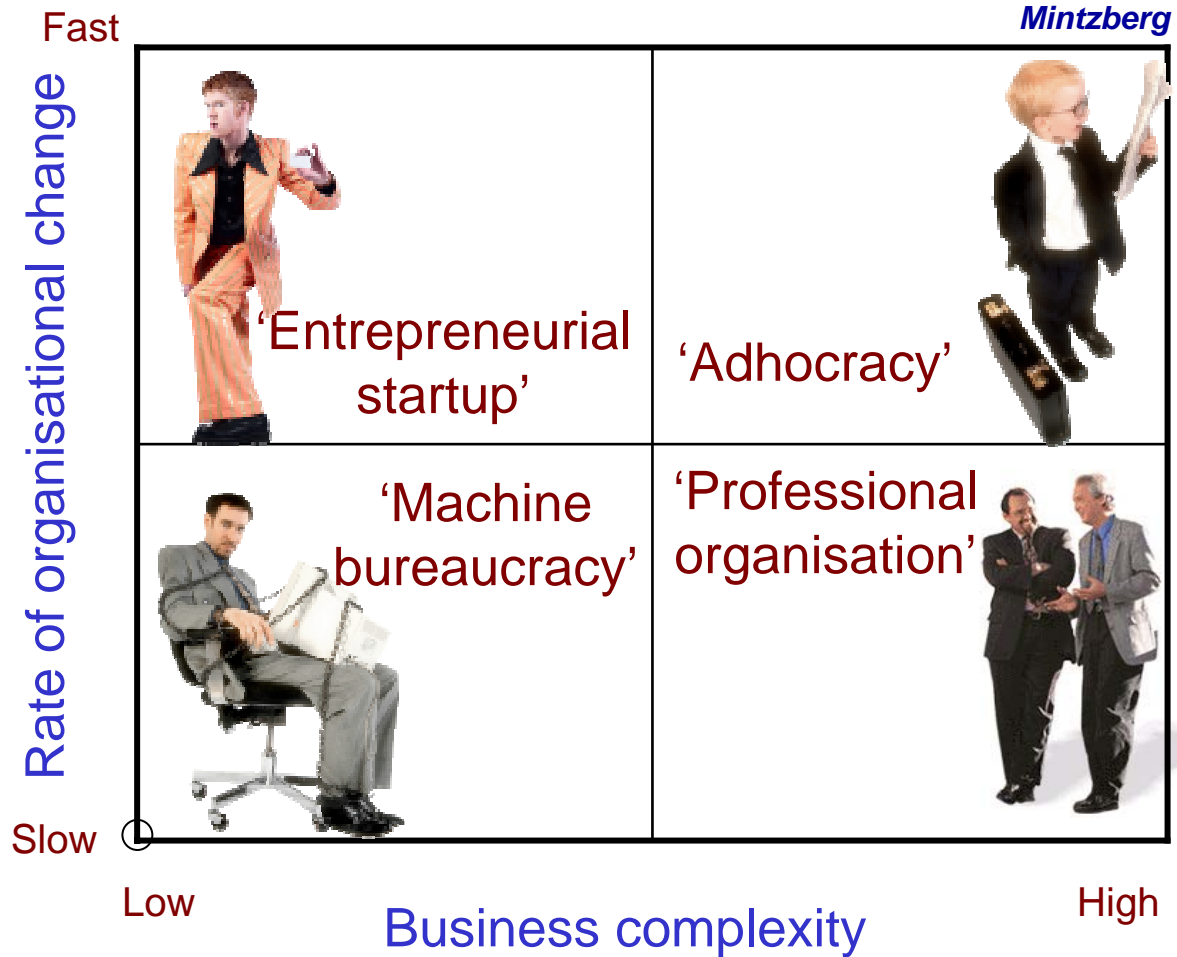 Mintzberg
Fast
Rate of organisational change
‘Entrepreneurial
startup’
‘Adhocracy’
‘Machine
bureaucracy’
‘Professional
organisation’
Slow
Low
High
Business complexity